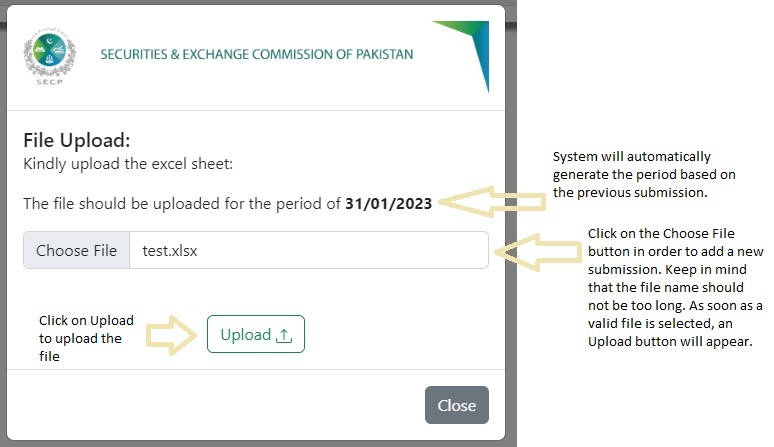 SECP
SECURITIES & EXCHANGE COMMISSION OF PAKISTAN
File Upload:
Kindly upload the excel sheet:
The file should be uploaded for the period of 31/01/2023
System will automatically
generate the period based on
the previous submission.
Choose File
test.xlsx
Click on the Choose File
button in order to add a new
submission. Keep in mind
that the file name should
not be too long. As soon as a
valid file is selected, an
Upload button will appear.
Click on Upload
to upload the
file
Upload
Close